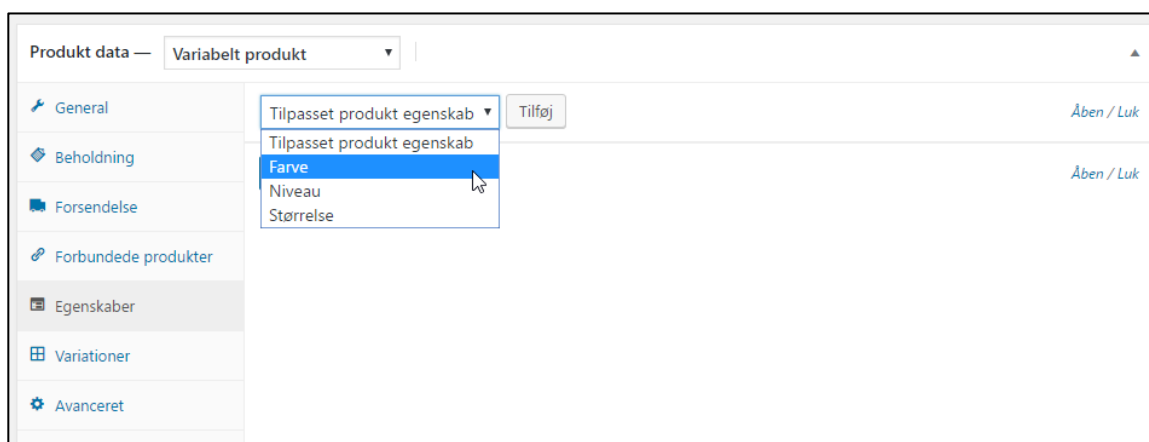 Produkt data — Variabelt produkt
General
Beholdning
Forsendelse
Forbundede produkter
Egenskaber
Variationer
Avanceret
Tilpasset produkt egenskab Tilføj Åben / Luk
Tilpasset produkt egenskab
Farve Åben / Luk
Niveau
Størrelse